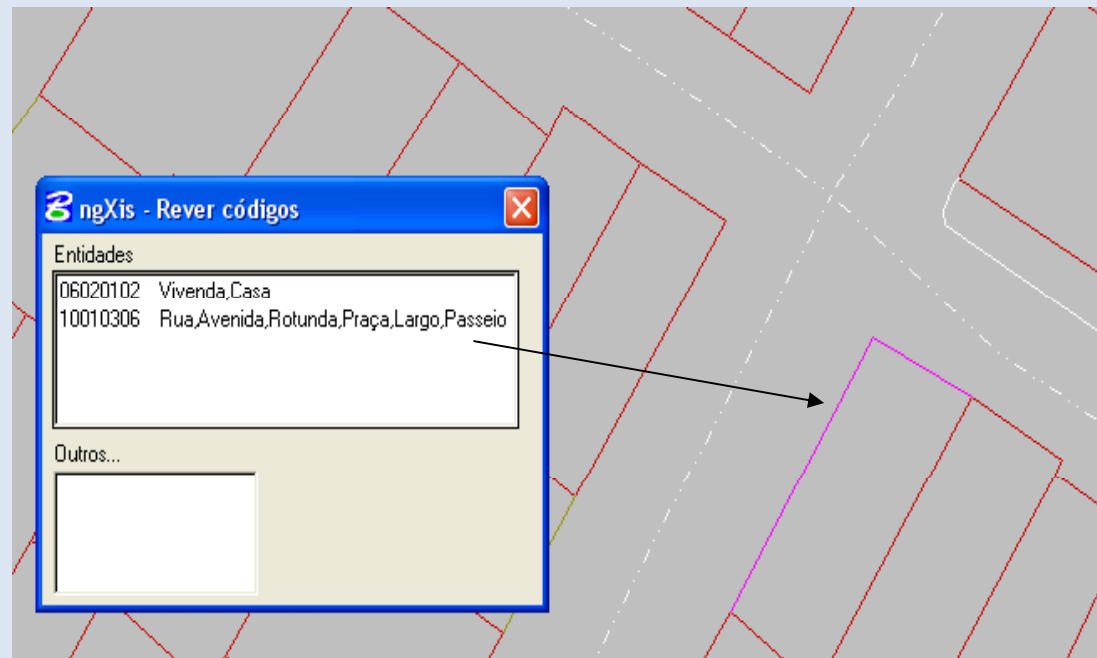 ngXis - Rever códigos
Entidades
06020102 Vivenda,Casa
10010306 Rua,Avenida,Rotunda,Praça,Largo,Passeio
Outros...